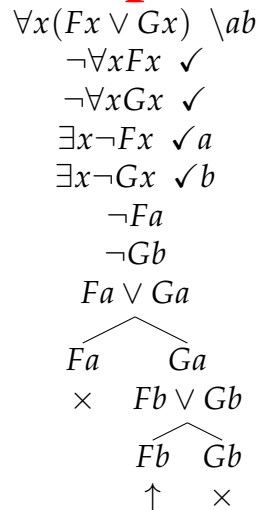 ∀x(Fx ∨ Gx) \ab
¬∀xFx ✓
¬∀xGx ✓
∃x¬Fx ✓a
∃x¬Gx ✓b
¬Fa
¬Gb
Fa ∨ Ga
Fa Ga
× Fb ∨ Gb
Fb Gb
↑ ×